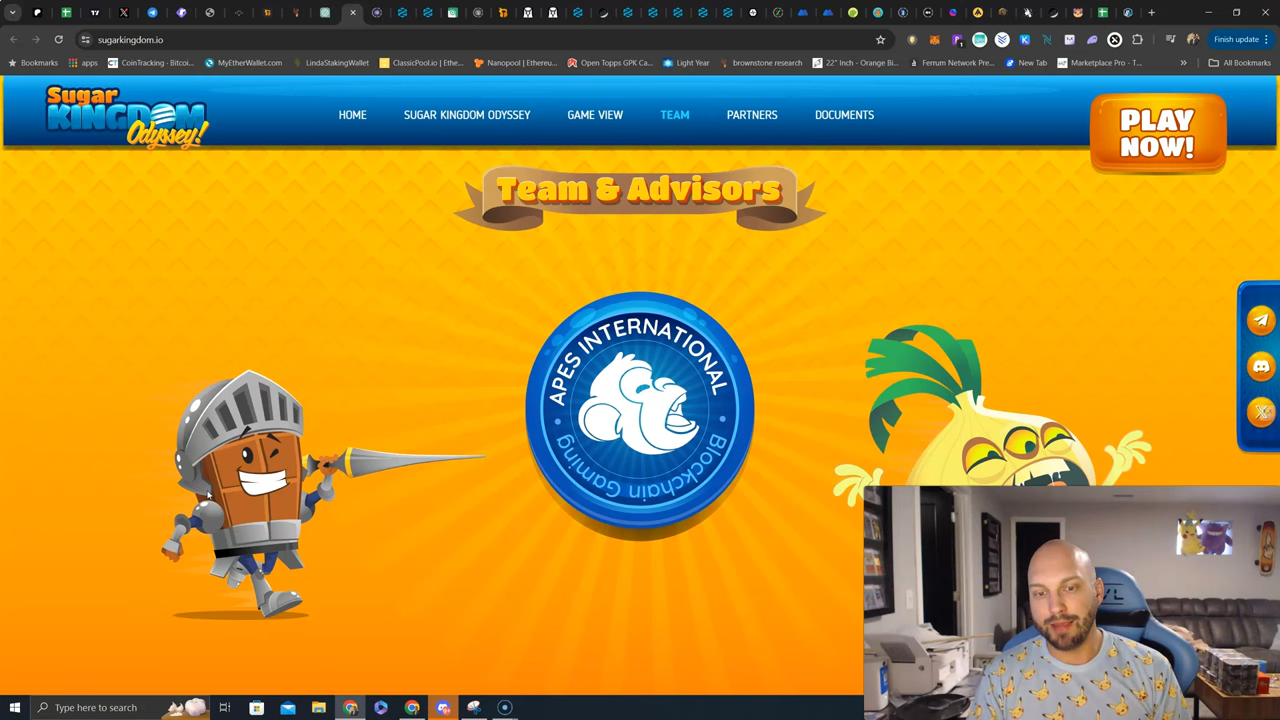 sugarkingdom.io
Finish update
Bookmarks
apps
CoinTracking - Bitcoi...
MyEtherWallet.com
LindaStakingWallet
ClassicPool.io | Ethe...
Nanopool | Ethereu...
Open Topps GPK Ca...
Light Year
brownstone research
22" Inch - Orange Bi...
Ferrum Network Pre...
New Tab
Marketplace Pro - T...
All Bookmarks
Sugar
KINGDOM
Odyssey!
HOME
SUGAR KINGDOM ODYSSEY
GAME VIEW
TEAM
PARTNERS
DOCUMENTS
PLAY
NOW!
Team & Advisors
APES INTERNATIONAL
Blockchain Gaming
Type here to search